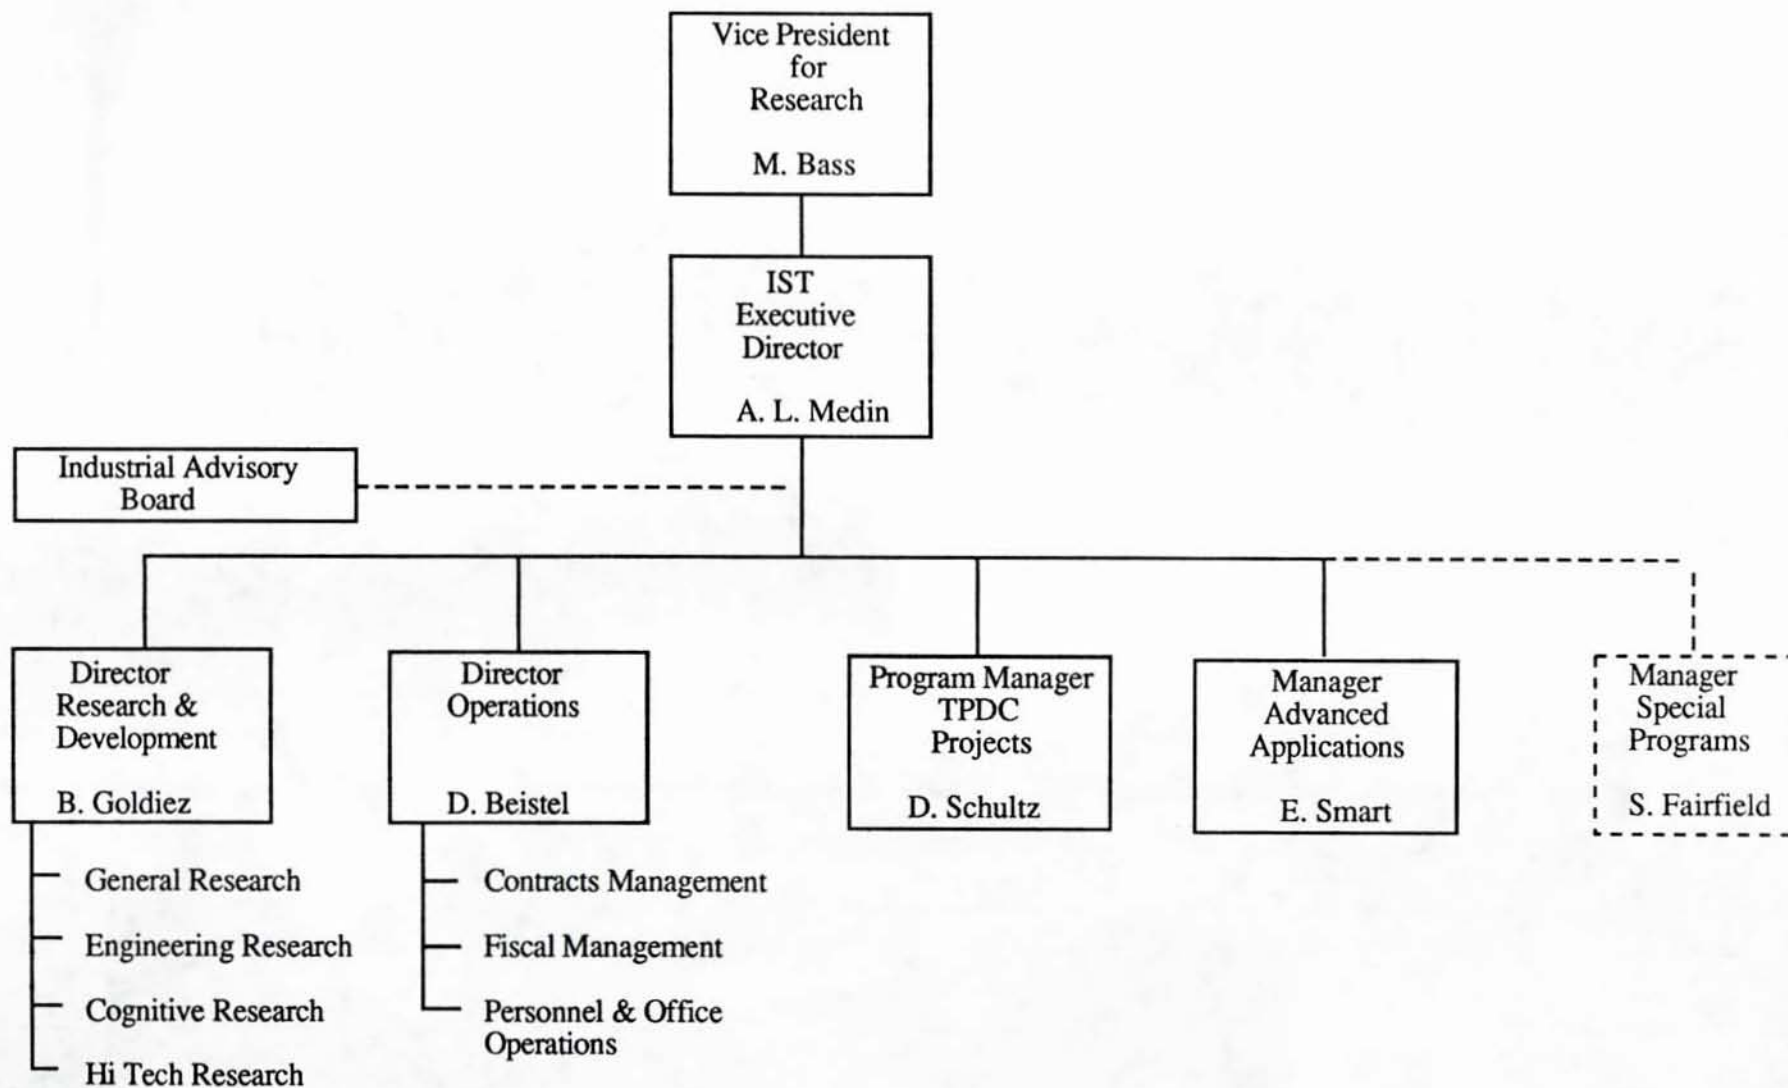 Vice President
for
Research
M. Bass
IST
Executive
Director
A. L. Medin
Industrial Advisory
Board
Director
Research &
Development
B. Goldiez
General Research
Engineering Research
Cognitive Research
Hi Tech Research
Director
Operations
D. Beistel
Contracts Management
Fiscal Management
Personnel & Office
Operations
Program Manager
TPDC
Projects
D. Schultz
Manager
Advanced
Applications
E. Smart
Manager
Special
Programs
S. Fairfield